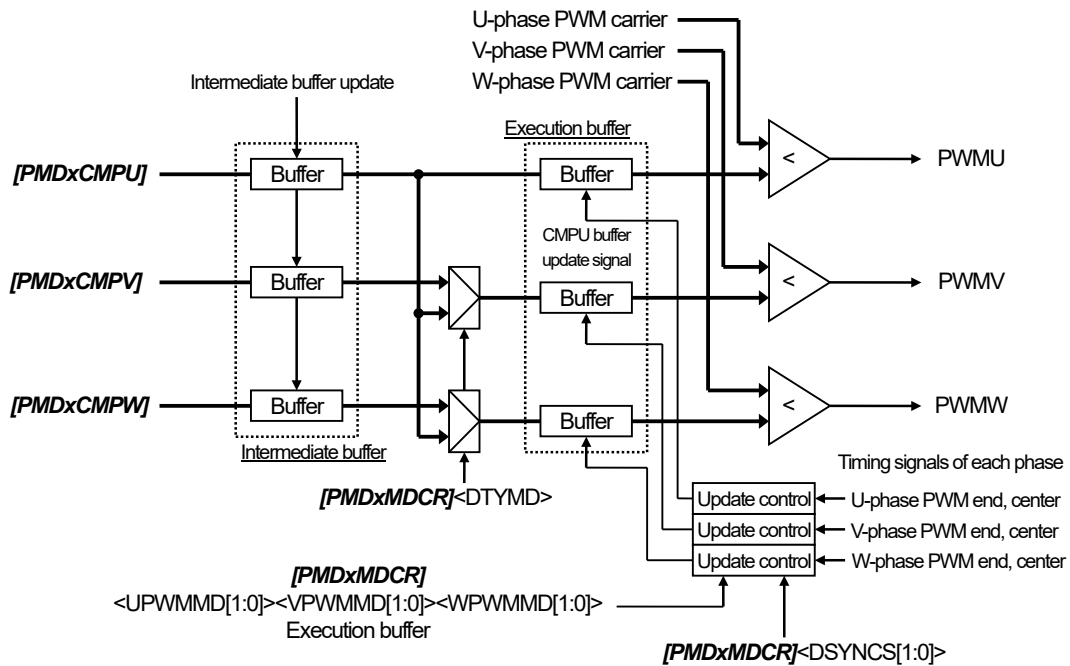 U-phase PWM carrier
V-phase PWM carrier
W-phase PWM carrier
Intermediate buffer update
Execution buffer
[PMDxCMPU]
Buffer
Buffer
<
PWMU
CMPU buffer
update signal
[PMDxCMPV]
Buffer
Buffer
<
PWMV
[PMDxCMPW]
Buffer
Buffer
<
PWMW
Intermediate buffer
Timing signals of each phase
[PMDxMDCR]<DTYMD>
Update control
U-phase PWM end, center
Update control
V-phase PWM end, center
Update control
W-phase PWM end, center
[PMDxMDCR]
<UPWMMD[1:0]><VPWMMD[1:0]><WPWMMD[1:0]>
Execution buffer
[PMDxMDCR]<DSYNCS[1:0]>